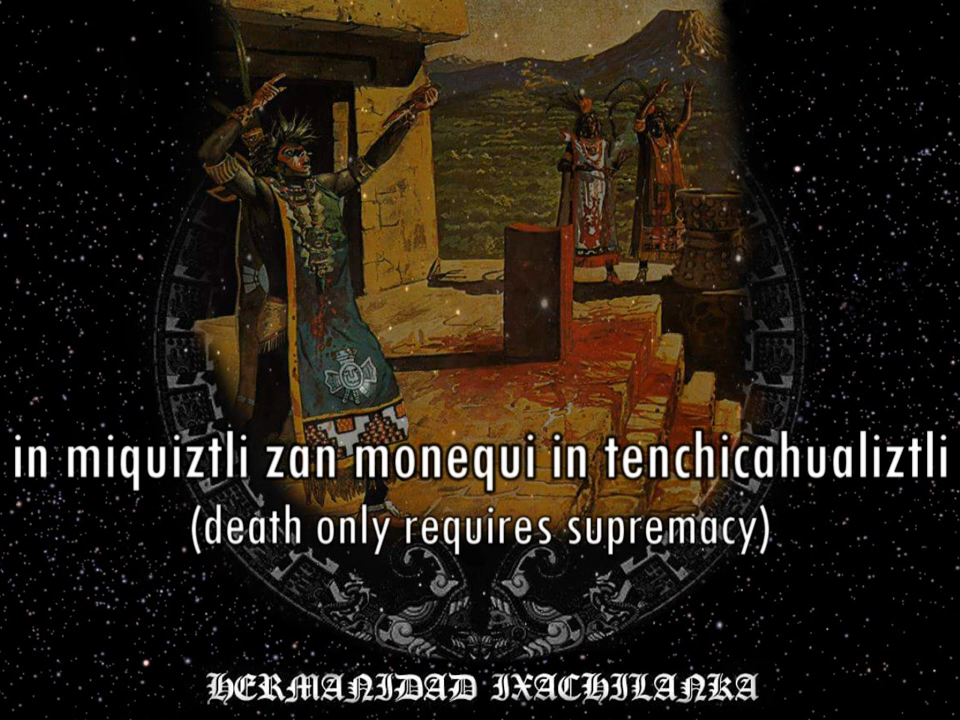 in miquiztli zan monequi in tenchicahualiztli
(death only requires supremacy)
HERMANIDAD IXACHILANKA